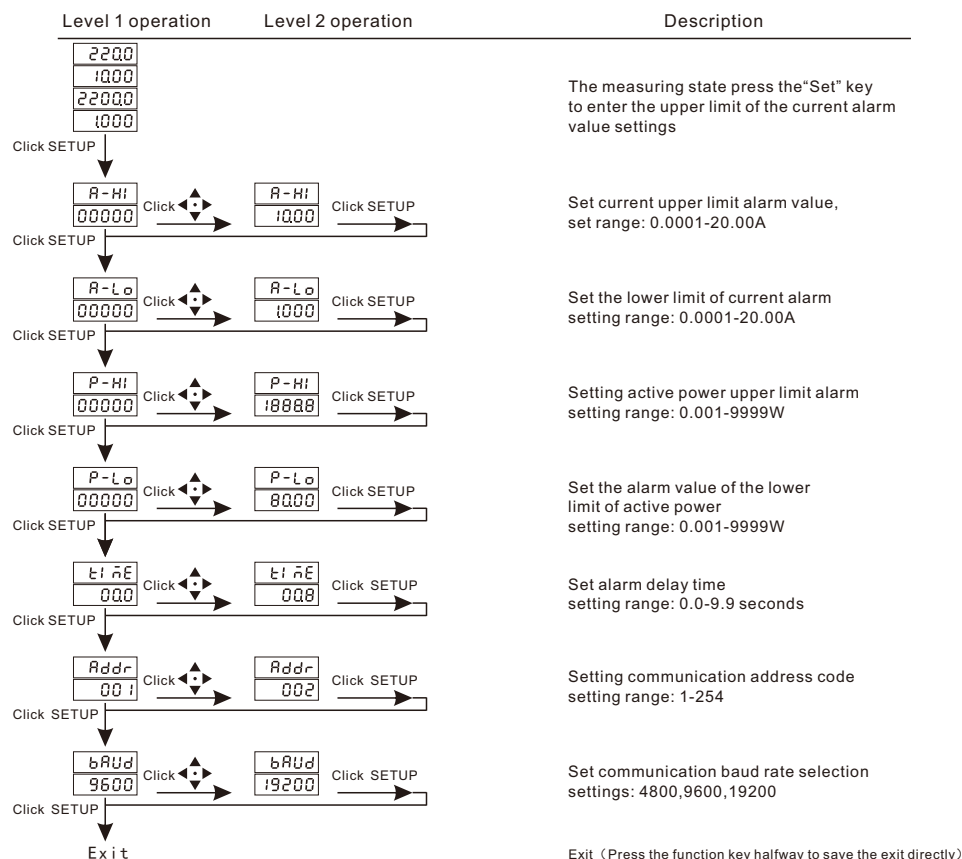 Level 1 operation Level 2 operation Description
220.0
10.00
2200.0
1.000
The measuring state press the“Set” key
to enter the upper limit of the current alarm
value settings
Click SETUP
A-HI Click A-HI Click SETUP
00000 10.00
Set current upper limit alarm value,
set range: 0.0001-20.00A
Click SETUP
A-Lo Click A-Lo Click SETUP
00000 1.000
Set the lower limit of current alarm
setting range: 0.0001-20.00A
Click SETUP
P-HI Click P-HI Click SETUP
00000 1888.8
Setting active power upper limit alarm
setting range: 0.001-9999W
Click SETUP
P-Lo Click P-Lo Click SETUP
00000 80.00
Set the alarm value of the lower
limit of active power
setting range: 0.001-9999W
Click SETUP
tIME Click tIME Click SETUP
00.0 00.8
Set alarm delay time
setting range: 0.0-9.9 seconds
Click SETUP
Addr Click Addr Click SETUP
001 002
Setting communication address code
setting range: 1-254
Click SETUP
bAUd Click bAUd Click SETUP
9600 19200
Set communication baud rate selection
settings: 4800,9600,19200
Click SETUP
Exit Exit（Press the function key halfway to save the exit directly）